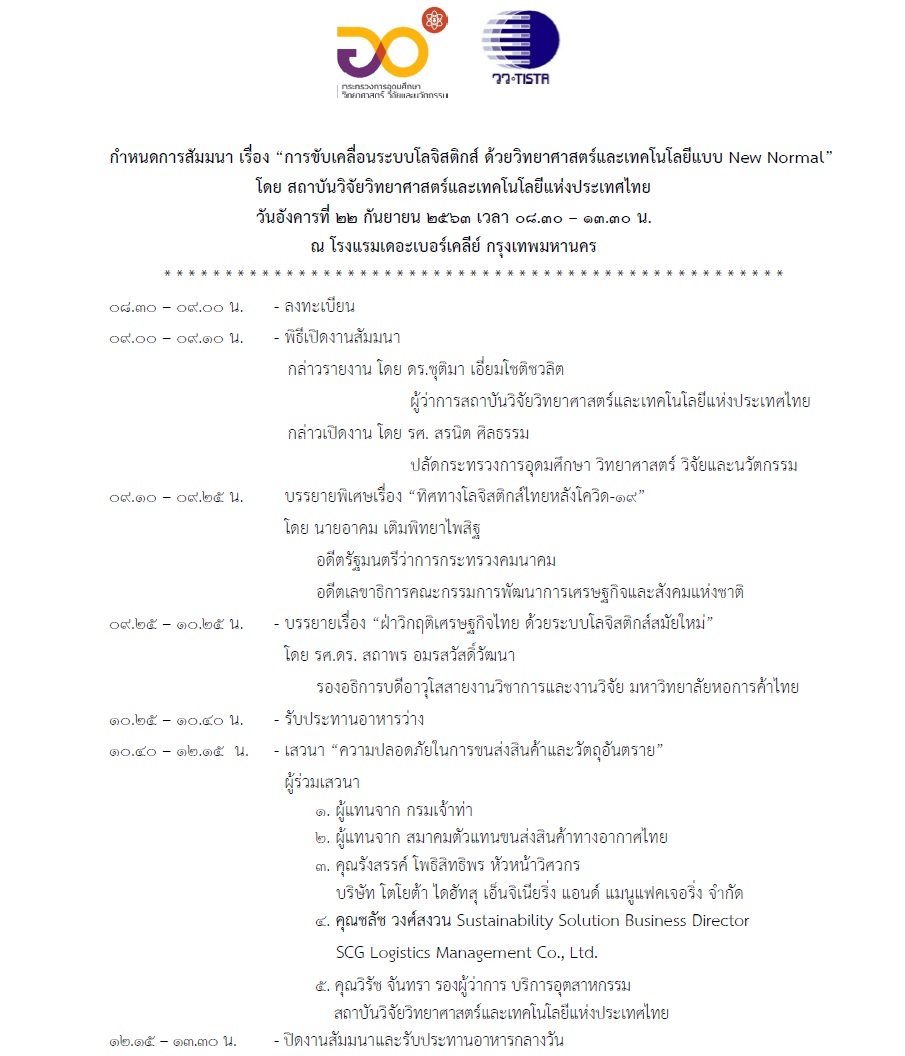 กระทรวงการอุดมศึกษา
วิทยาศาสตร์ วิจัยและนวัตกรรม
วว•TISTR
กำหนดการสัมมนา เรื่อง “การขับเคลื่อนระบบโลจิสติกส์ ด้วยวิทยาศาสตร์และเทคโนโลยีแบบ New Normal”
โดย สถาบันวิจัยวิทยาศาสตร์และเทคโนโลยีแห่งประเทศไทย
วันอังคารที่ ๒๒ กันยายน ๒๕๖๓ เวลา ๐๘.๓๐ – ๑๓.๓๐ น.
ณ โรงแรมเดอะเบอร์เคลีย์ กรุงเทพมหานคร
* * * * * * * * * * * * * * * * * * * * * * * * * * * * * * * * * * * * * * * * * * * * * * * * * * * *
๐๘.๓๐ – ๐๙.๐๐ น. - ลงทะเบียน
๐๙.๐๐ – ๐๙.๑๐ น. - พิธีเปิดงานสัมมนา
กล่าวรายงาน โดย ดร.ชุติมา เอี่ยมโชติชวลิต
ผู้ว่าการสถาบันวิจัยวิทยาศาสตร์และเทคโนโลยีแห่งประเทศไทย
กล่าวเปิดงาน โดย รศ. สรนิต ศิลธรรม
ปลัดกระทรวงการอุดมศึกษา วิทยาศาสตร์ วิจัยและนวัตกรรม
๐๙.๑๐ – ๐๙.๒๕ น. บรรยายพิเศษเรื่อง “ทิศทางโลจิสติกส์ไทยหลังโควิด-๑๙”
โดย นายอาคม เติมพิทยาไพสิฐ
อดีตรัฐมนตรีว่าการกระทรวงคมนาคม
อดีตเลขาธิการคณะกรรมการพัฒนาการเศรษฐกิจและสังคมแห่งชาติ
๐๙.๒๕ – ๑๐.๒๕ น. - บรรยายเรื่อง “ฝ่าวิกฤติเศรษฐกิจไทย ด้วยระบบโลจิสติกส์สมัยใหม่”
โดย รศ.ดร. สถาพร อมรสวัสดิ์วัฒนา
รองอธิการบดีอาวุโสสายงานวิชาการและงานวิจัย มหาวิทยาลัยหอการค้าไทย
๑๐.๒๕ – ๑๐.๔๐ น. - รับประทานอาหารว่าง
๑๐.๔๐ – ๑๒.๑๕ น. - เสวนา “ความปลอดภัยในการขนส่งสินค้าและวัตถุอันตราย”
ผู้ร่วมเสวนา
๑. ผู้แทนจาก กรมเจ้าท่า
๒. ผู้แทนจาก สมาคมตัวแทนขนส่งสินค้าทางอากาศไทย
๓. คุณรังสรรค์ โพธิสิทธิพร หัวหน้าวิศวกร
บริษัท โตโยต้า ไดฮัทสุ เอ็นจิเนียริ่ง แอนด์ แมนูแฟคเจอริ่ง จำกัด
๔. คุณชลัช วงศ์สงวน Sustainability Solution Business Director
SCG Logistics Management Co., Ltd.
๕. คุณวิรัช จันทรา รองผู้ว่าการ บริการอุตสาหกรรม
สถาบันวิจัยวิทยาศาสตร์และเทคโนโลยีแห่งประเทศไทย
๑๒.๑๕ – ๑๓.๓๐ น. - ปิดงานสัมมนาและรับประทานอาหารกลางวัน